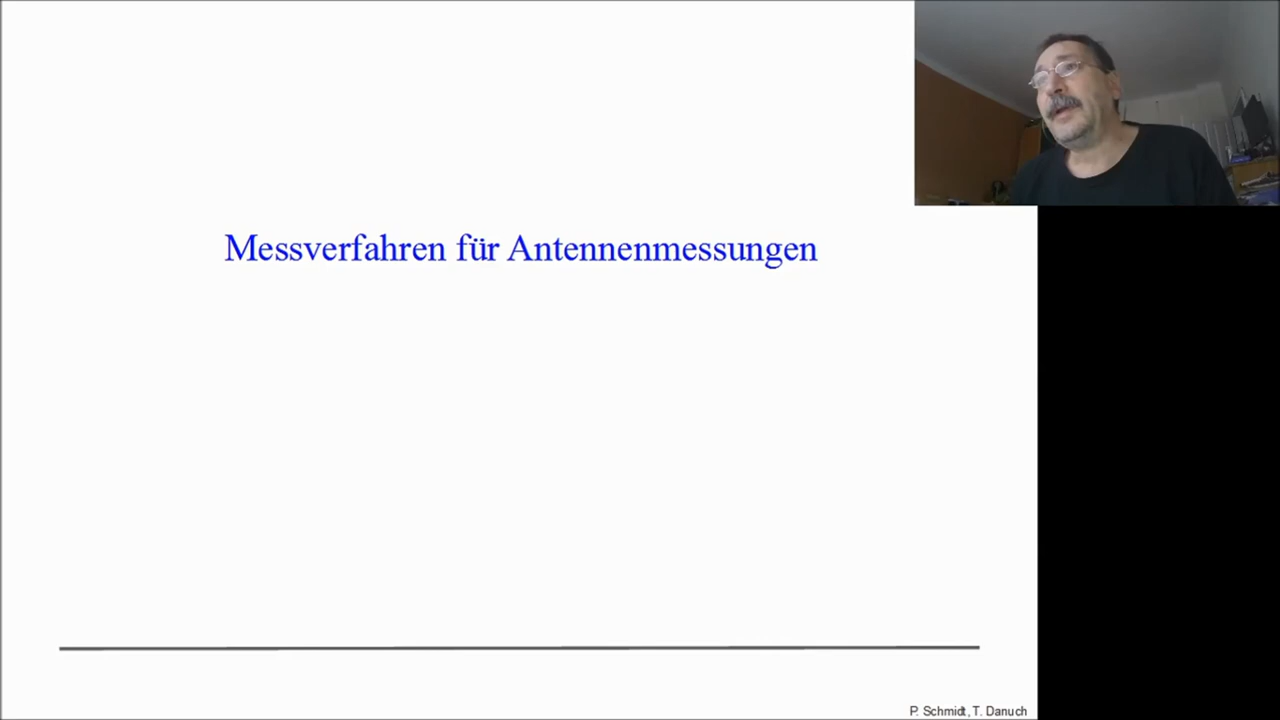 Messverfahren für Antennenmessungen
P. Schmidt, T. Danuch